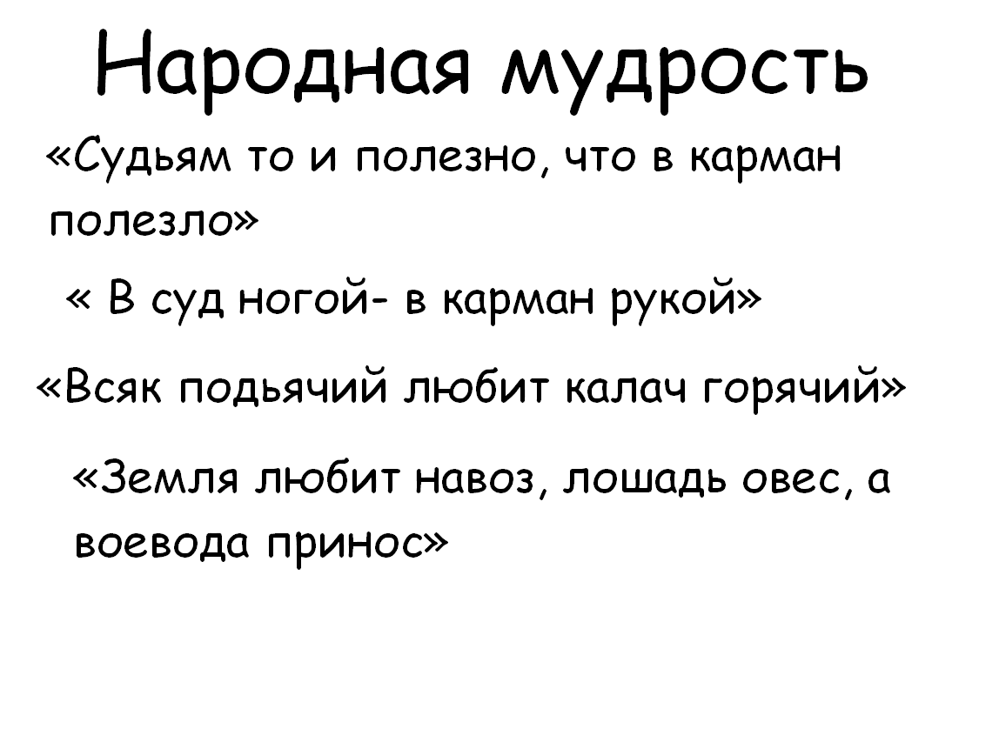 Народная мудрость
«Судьям то и полезно, что в карман
полезло»
« В суд ногой- в карман рукой»
«Всяк подьячий любит калач горячий»
«Земля любит навоз, лошадь овес, а
воевода принос»